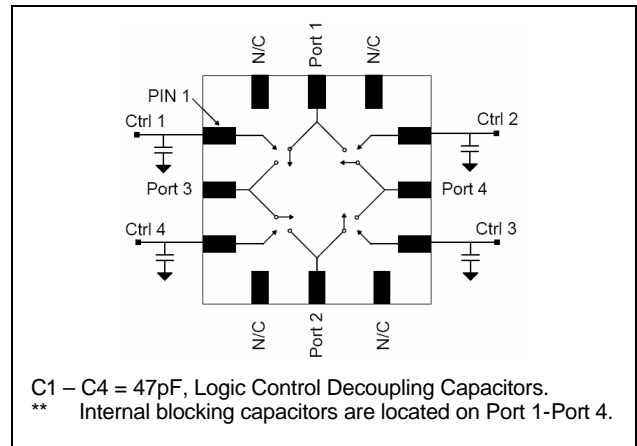 N/C
Port 1
N/C
PIN 1
Ctrl 1
Ctrl 2
Port 3
Port 4
Ctrl 4
Ctrl 3
N/C
Port 2
N/C
C1 – C4 = 47pF, Logic Control Decoupling Capacitors.
** Internal blocking capacitors are located on Port 1-Port 4.